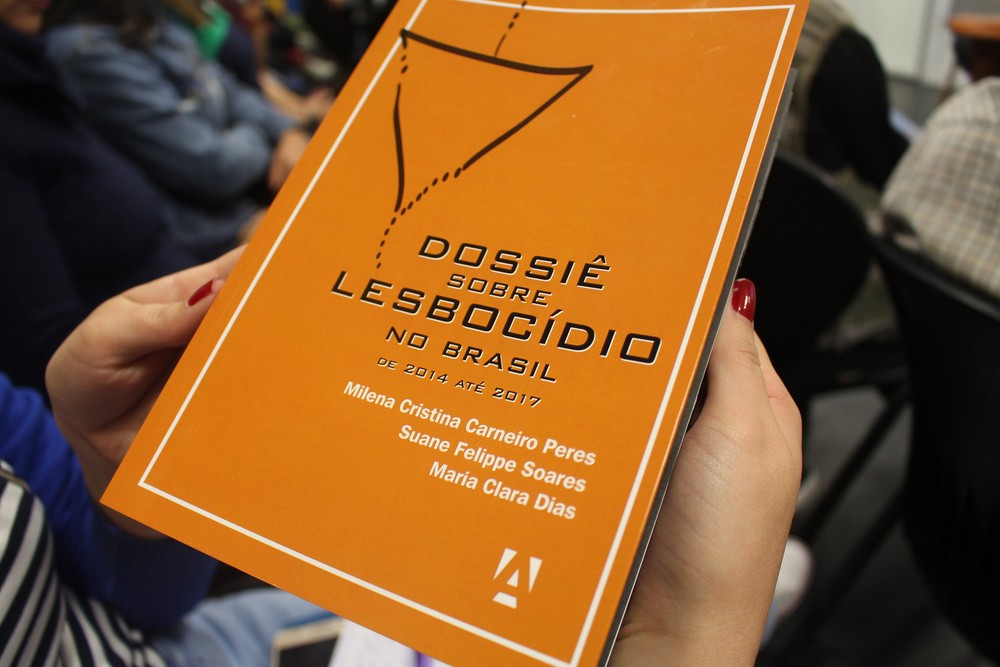 DOSSIÊ
SOBRE
LESBOCÍDIO
NO BRASIL
DE 2014 ATÉ 2017
Milena Cristina Carneiro Peres
Suane Felippe Soares
Maria Clara Dias
A